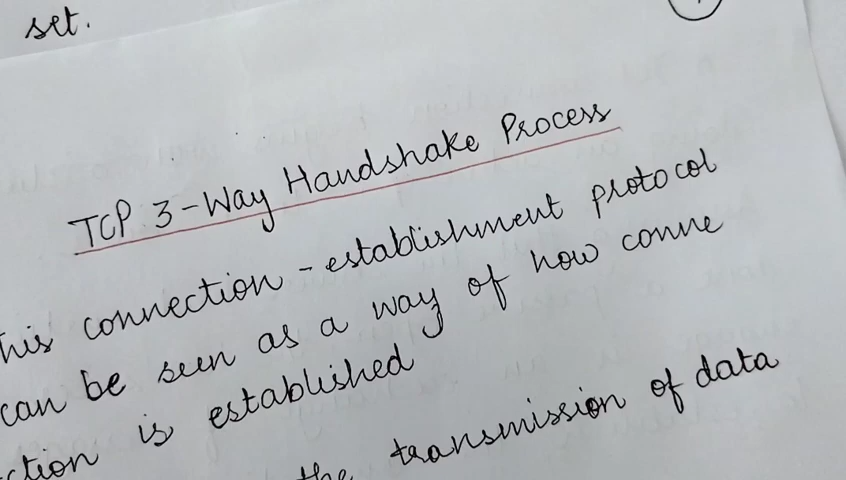 set.
TCP 3-Way Handshake Process
his connection - establishment protocol
can be seen as a way of how conne
ction is established
the transmission of data